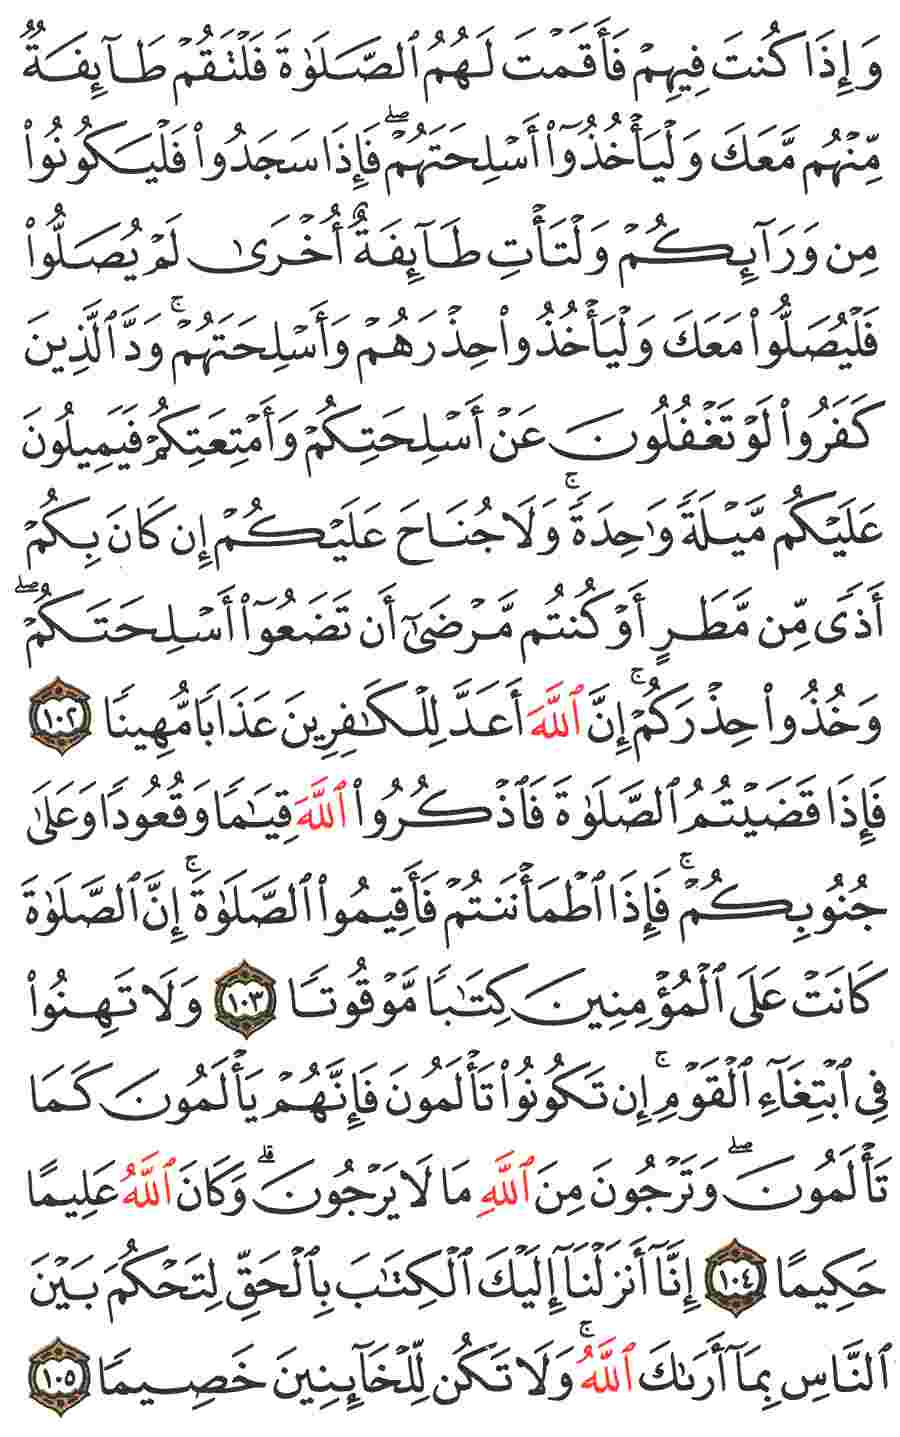 وَإِذَا كُنتَ فِيهِمْ فَأَقَمْتَ لَهُمُ ٱلصَّلَوٰةَ فَلْتَقُمْ طَآئِفَةٌ
مِّنْهُم مَّعَكَ وَلْيَأْخُذُوٓا۟ أَسْلِحَتَهُمْ ۖ فَإِذَا سَجَدُوا۟ فَلْيَكُونُوا۟
مِن وَرَآئِكُمْ وَلْتَأْتِ طَآئِفَةٌ أُخْرَىٰ لَمْ يُصَلُّوا۟
فَلْيُصَلُّوا۟ مَعَكَ وَلْيَأْخُذُوا۟ حِذْرَهُمْ وَأَسْلِحَتَهُمْ ۗ وَدَّ ٱلَّذِينَ
كَفَرُوا۟ لَوْ تَغْفُلُونَ عَنْ أَسْلِحَتِكُمْ وَأَمْتِعَتِكُمْ فَيَمِيلُونَ
عَلَيْكُم مَّيْلَةً وَٰحِدَةً ۚ وَلَا جُنَاحَ عَلَيْكُمْ إِن كَانَ بِكُمْ
أَذًى مِّن مَّطَرٍ أَوْ كُنتُم مَّرْضَىٰٓ أَن تَضَعُوٓا۟ أَسْلِحَتَكُمْ ۖ
وَخُذُوا۟ حِذْرَكُمْ ۗ إِنَّ ٱللَّهَ أَعَدَّ لِلْكَـٰفِرِينَ عَذَابًا مُّهِينًا ١٠٢
فَإِذَا قَضَيْتُمُ ٱلصَّلَوٰةَ فَٱذْكُرُوا۟ ٱللَّهَ قِيَـٰمًا وَقُعُودًا وَعَلَىٰ
جُنُوبِكُمْ ۚ فَإِذَا ٱطْمَأْنَنتُمْ فَأَقِيمُوا۟ ٱلصَّلَوٰةَ ۚ إِنَّ ٱلصَّلَوٰةَ
كَانَتْ عَلَى ٱلْمُؤْمِنِينَ كِتَـٰبًا مَّوْقُوتًا ١٠٣ وَلَا تَهِنُوا۟
فِى ٱبْتِغَآءِ ٱلْقَوْمِ ۖ إِن تَكُونُوا۟ تَأْلَمُونَ فَإِنَّهُمْ يَأْلَمُونَ كَمَا
تَأْلَمُونَ ۖ وَتَرْجُونَ مِنَ ٱللَّهِ مَا لَا يَرْجُونَ ۗ وَكَانَ ٱللَّهُ عَلِيمًا
حَكِيمًا ١٠٤ إِنَّآ أَنزَلْنَآ إِلَيْكَ ٱلْكِتَـٰبَ بِٱلْحَقِّ لِتَحْكُمَ بَيْنَ
ٱلنَّاسِ بِمَآ أَرَىٰكَ ٱللَّهُ ۚ وَلَا تَكُن لِّلْخَآئِنِينَ خَصِيمًا ١٠٥